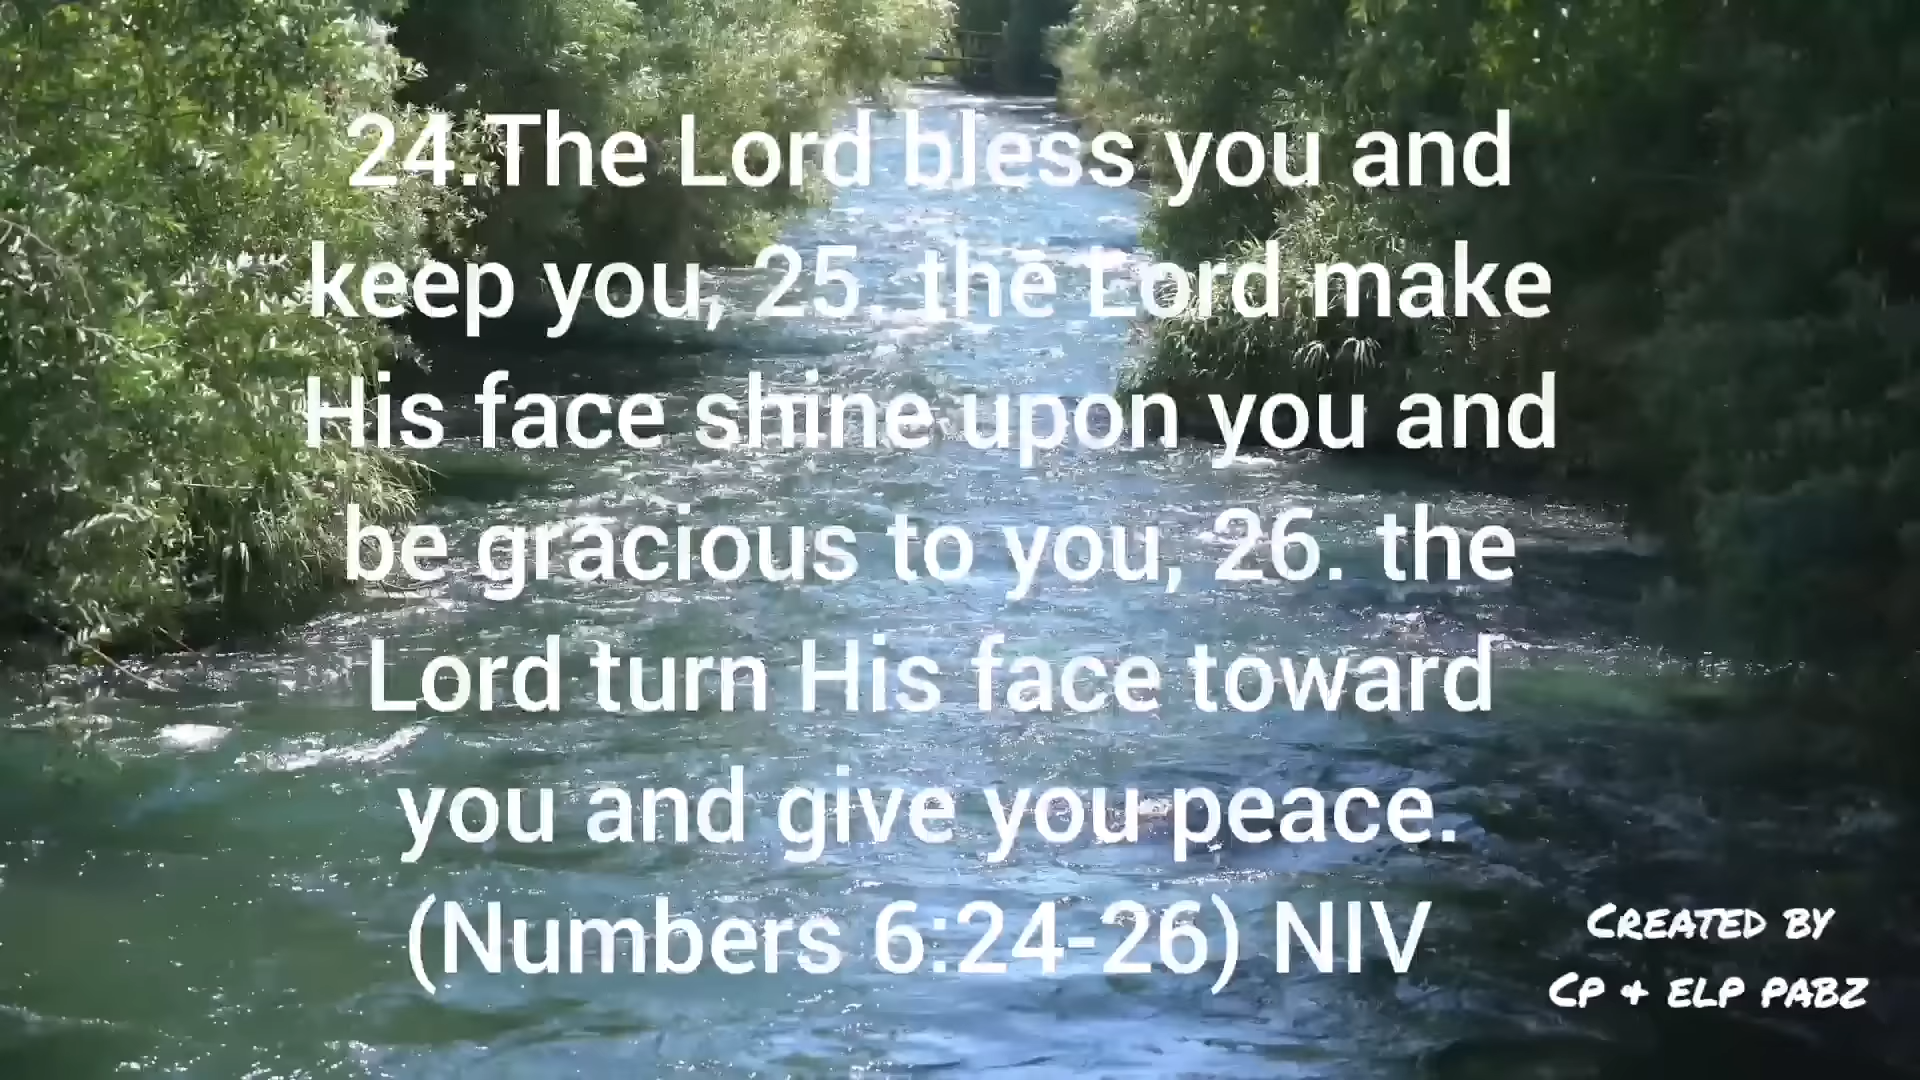 24.The Lord bless you and
keep you, 25. the Lord make
His face shine upon you and
be gracious to you, 26. the
Lord turn His face toward
you and give you peace.
(Numbers 6:24-26) NIV
CREATED BY
CP & ELP PABZ